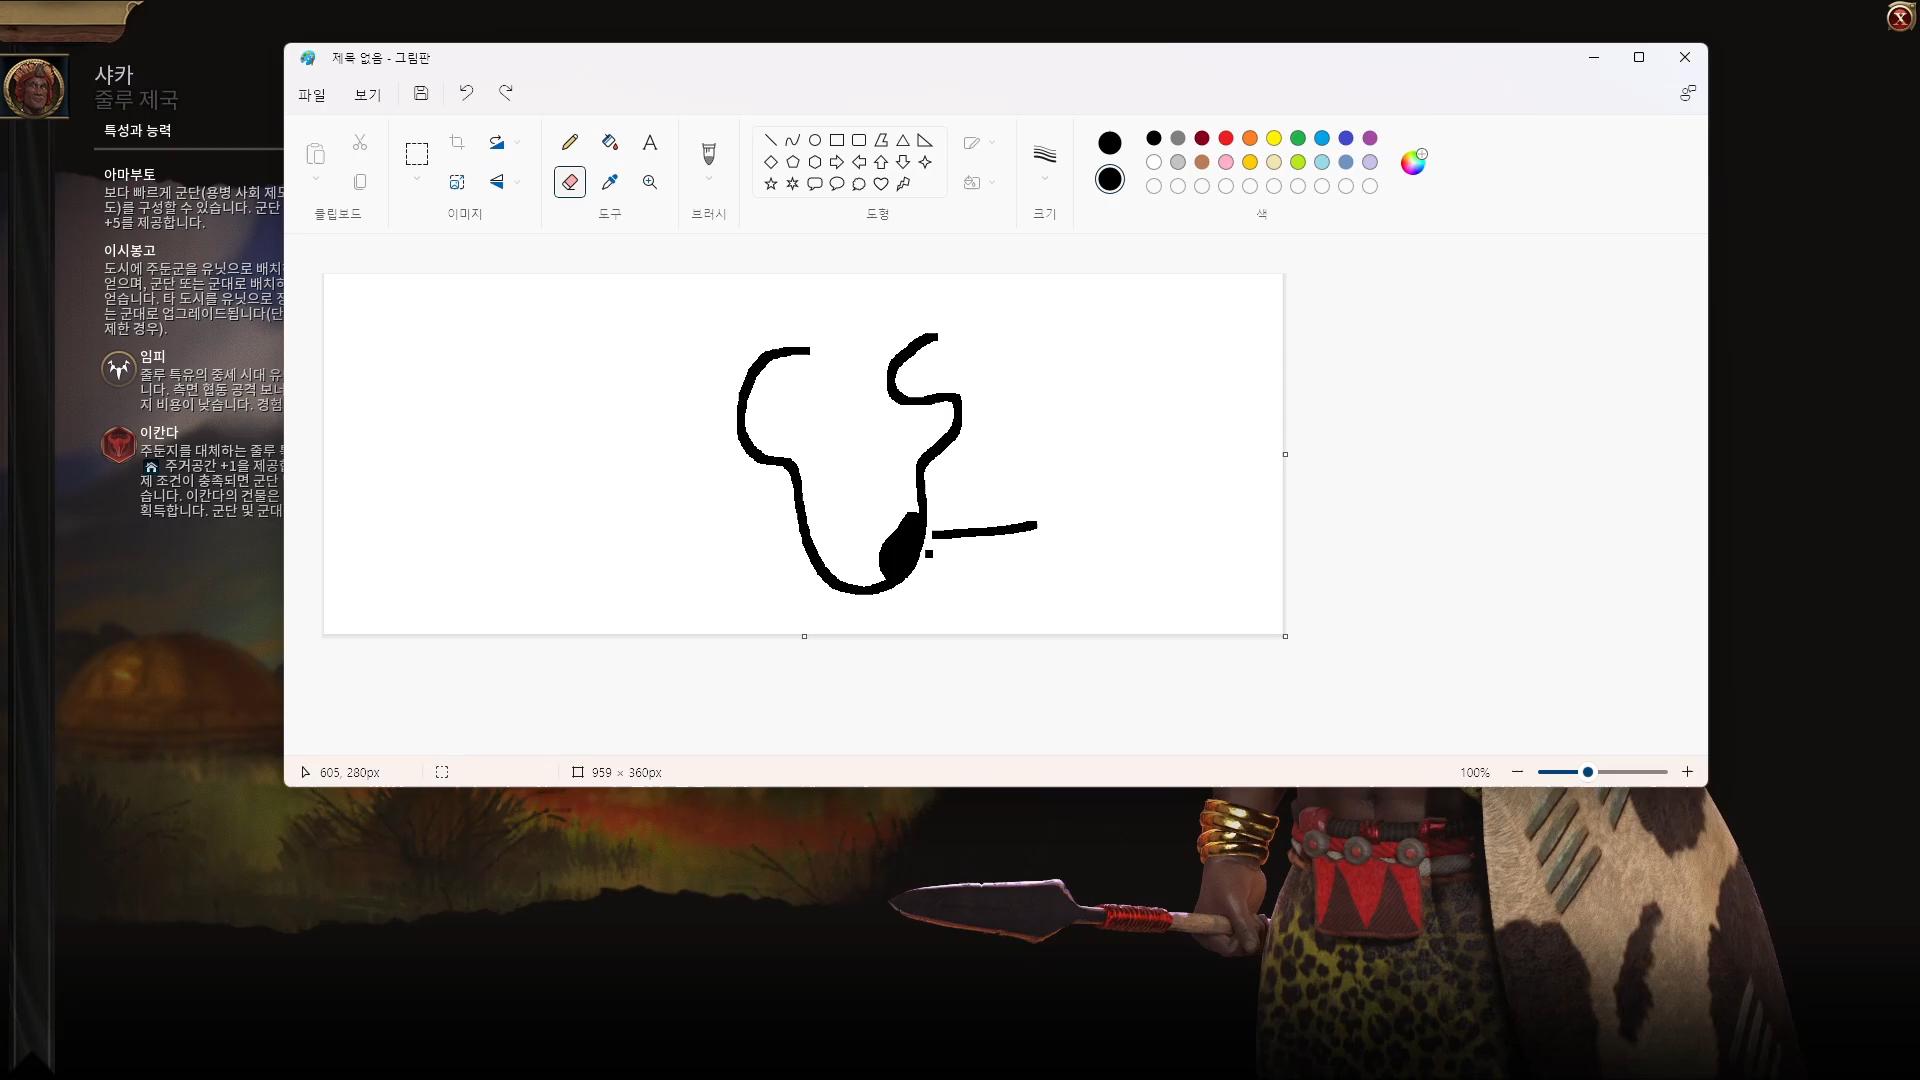 샤카
줄루 제국
특성과 능력
아마부토
보다 빠르게 군단(용병 사회 제도
도)를 구성할 수 있습니다. 군단
+5를 제공합니다.
이시봉고
도시에 주둔군을 유닛으로 배치하
얻으며, 군단 또는 군대로 배치하
얻습니다. 타 도시를 유닛으로 정
는 군대로 업그레이드됩니다(단
제한 경우).
임피
줄루 특유의 중세 시대 유
니다. 측면 협동 공격 보너
지 비용이 낮습니다. 경험
이칸다
주둔지를 대체하는 줄루 특
주거공간 +1을 제공합
제 조건이 충족되면 군단
습니다. 이칸다의 건물은
획득합니다. 군단 및 군대
제목 없음 - 그림판
파일 보기
클립보드 이미지 도구 브러시 도형 크기 색
605, 280px 959 × 360px 100%